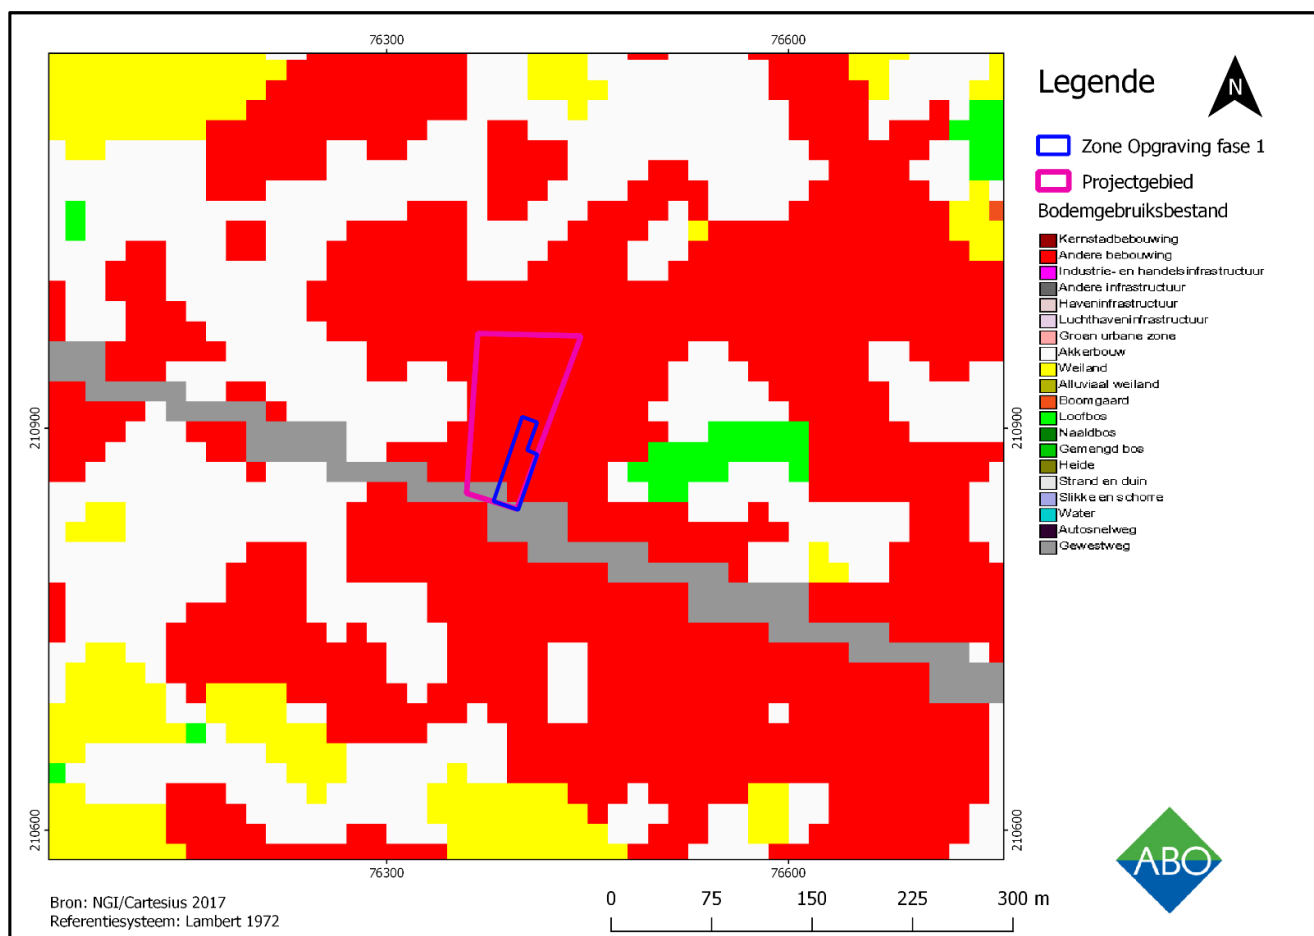 76300
76600
210900
210600
210900
210600
76300
76600
Legende
N
Zone Opgraving fase 1
Projectgebied
Bodemgebruiksbestand
Kernstadbebouwing
Andere bebouwing
Industrie- en handelsinfrastructuur
Andere infrastructuur
Haveninfrastructuur
Luchthaveninfrastructuur
Groen urbane zone
Akkerbouw
Weiland
Alluviaal weiland
Boomgaard
Loofbos
Naaldbos
Gemengd bos
Heide
Strand en duin
Slikke en schorre
Water
Autosnelweg
Gewestweg
ABO
Bron: NGI/Cartesius 2017
Referentiesysteem: Lambert 1972
0 75 150 225 300 m